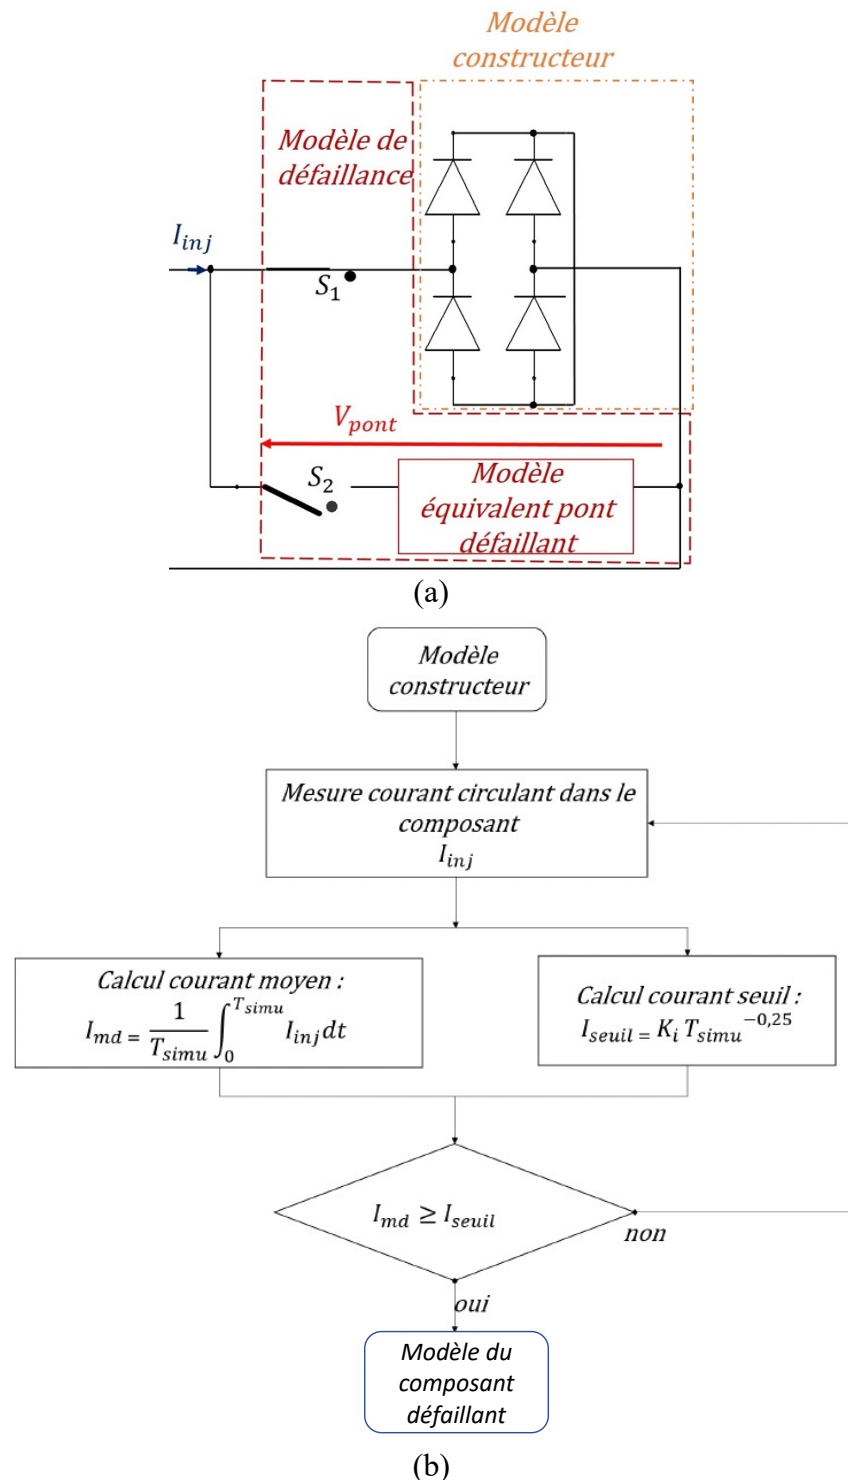 Modèle
constructeur
Modèle de
défaillance
I_inj
S_1
V_pont
S_2
Modèle
équivalent pont
défaillant
(a)
Modèle
constructeur
Mesure courant circulant dans le
composant
I_inj
Calcul courant moyen :
I_md = \frac{1}{T_simu} \int_0^{T_simu} I_inj dt
Calcul courant seuil :
I_seuil = K_i T_simu^{-0,25}
I_md ≥ I_seuil
non
oui
Modèle du
composant
défaillant
(b)